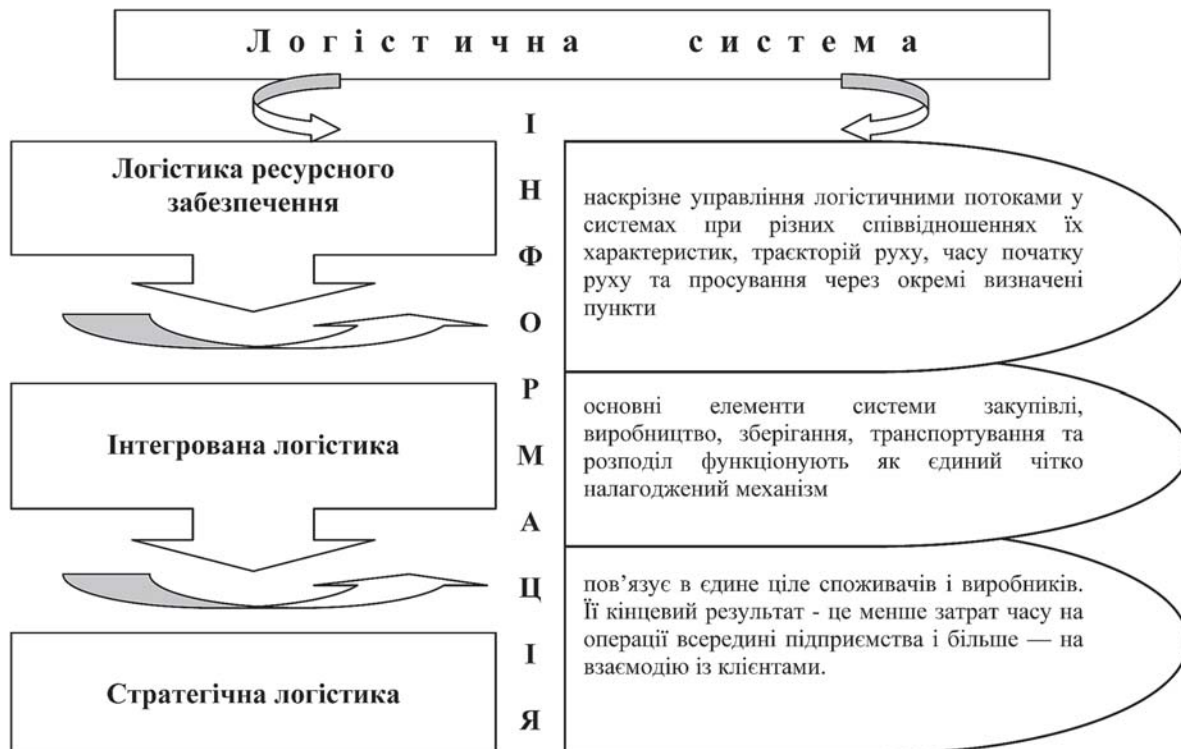 Логістична система
Логістика ресурсного
забезпечення
наскрізне управління логістичними потоками у
системах при різних співвідношеннях їх
характеристик, траєкторій руху, часу початку
руху та просування через окремі визначені
пункти
Інтегрована логістика
основні елементи системи закупівлі,
виробництво, зберігання, транспортування та
розподіл функціонують як єдиний чітко
налагоджений механізм
Стратегічна логістика
пов’язує в єдине ціле споживачів і виробників.
Її кінцевий результат - це менше затрат часу на
операції всередині підприємства і більше — на
взаємодію із клієнтами.
ІНФОРМАЦІЯ